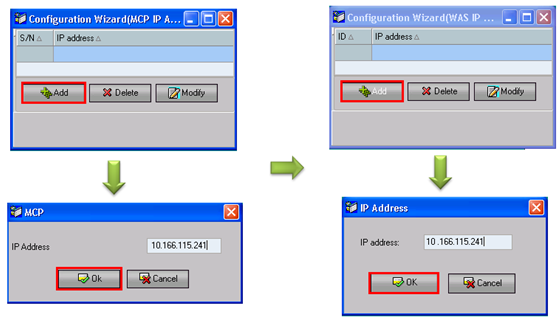 Configuration Wizard(MCP IP A...
S/N IP address
Add Delete Modify
MCP
IP Address 10.166.115.241
Ok Cancel
Configuration Wizard(WAS IP ...
ID IP address
Add Delete Modify
IP Address
IP address: 10 .166.115.241
OK Cancel